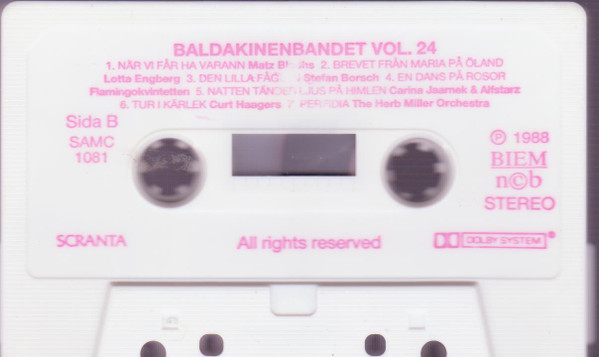 BALDAKINENBANDET VOL. 24
1. NÄR VI FÅR HA VARANN Matz 2. BREVET FRÅN MARIA PÅ ÖLAND
Lotta Engberg 3. DEN LILLA Stefan Borsch 4. EN DANS PÅ ROSOR
Flamingokvintetten 5. NATTEN TÄNDER LJUS PÅ HIMLEN Carina Jaarnek & Alfstarz
6. TUR I KÄRLEK Curt Haagers 7. PERFIDIA The Herb Miller Orchestra
Sida B
SAMC
1081
℗ 1988
BIEM
n©b
STEREO
SCRANTA
All rights reserved
DOLBY SYSTEM®